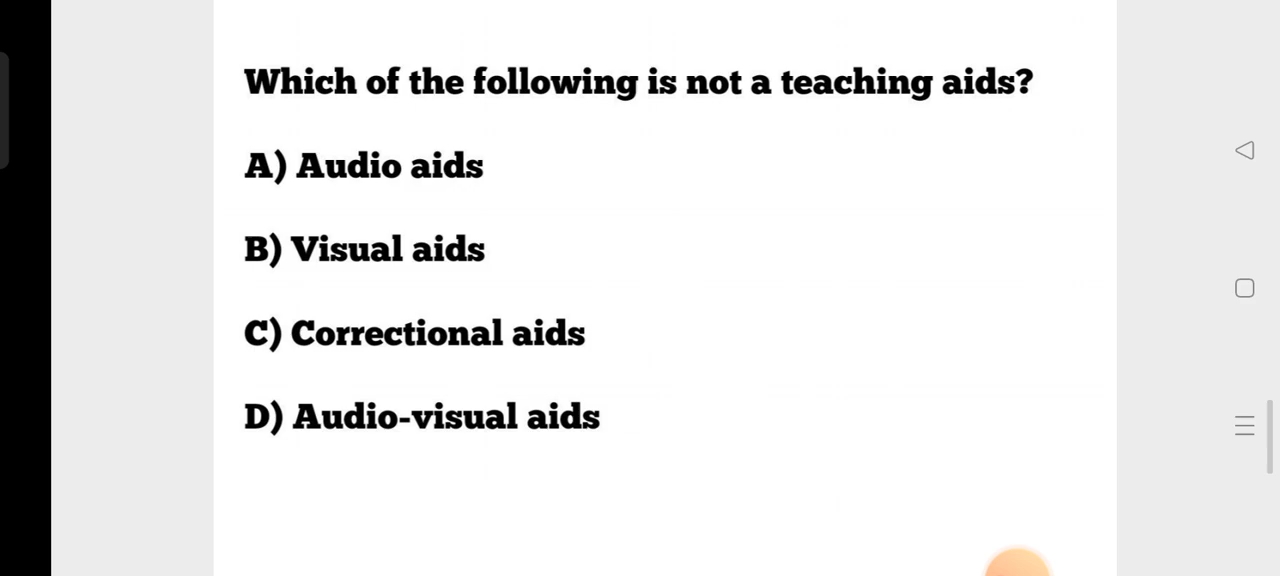 Which of the following is not a teaching aids?
A) Audio aids
B) Visual aids
C) Correctional aids
D) Audio-visual aids